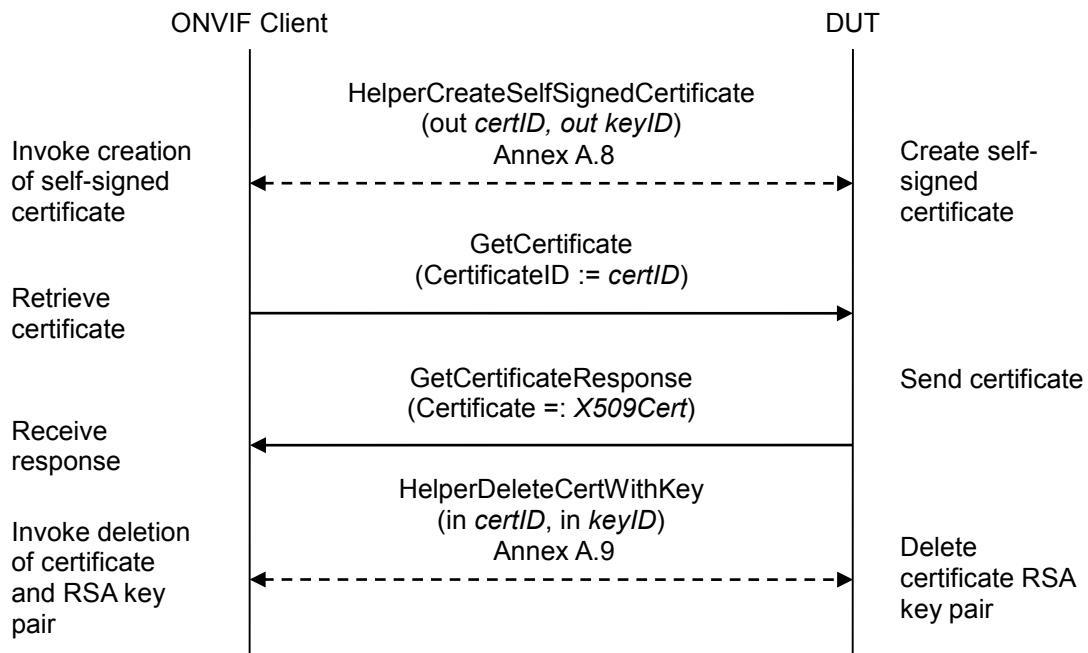 ONVIF Client
DUT
HelperCreateSelfSignedCertificate
(out certID, out keyID)
Annex A.8
Invoke creation
of self-signed
certificate
Create self-
signed
certificate
GetCertificate
(CertificateID := certID)
Retrieve
certificate
GetCertificateResponse
(Certificate =: X509Cert)
Send certificate
Receive
response
HelperDeleteCertWithKey
(in certID, in keyID)
Annex A.9
Invoke deletion
of certificate
and RSA key
pair
Delete
certificate RSA
key pair